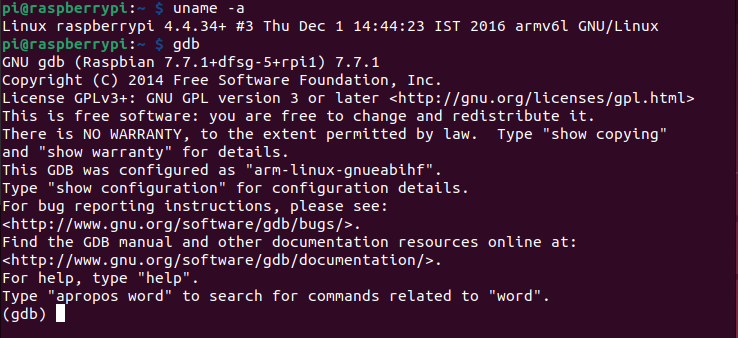 pi@raspberrypi:~ $ uname -a
Linux raspberrypi 4.4.34+ #3 Thu Dec 1 14:44:23 IST 2016 armv6l GNU/Linux
pi@raspberrypi:~ $ gdb
GNU gdb (Raspbian 7.7.1+dfsg-5+rpi1) 7.7.1
Copyright (C) 2014 Free Software Foundation, Inc.
License GPLv3+: GNU GPL version 3 or later <http://gnu.org/licenses/gpl.html>
This is free software: you are free to change and redistribute it.
There is NO WARRANTY, to the extent permitted by law.  Type "show copying"
and "show warranty" for details.
This GDB was configured as "arm-linux-gnueabihf".
Type "show configuration" for configuration details.
For bug reporting instructions, please see:
<http://www.gnu.org/software/gdb/bugs/>.
Find the GDB manual and other documentation resources online at:
<http://www.gnu.org/software/gdb/documentation/>.
For help, type "help".
Type "apropos word" to search for commands related to "word".
(gdb)